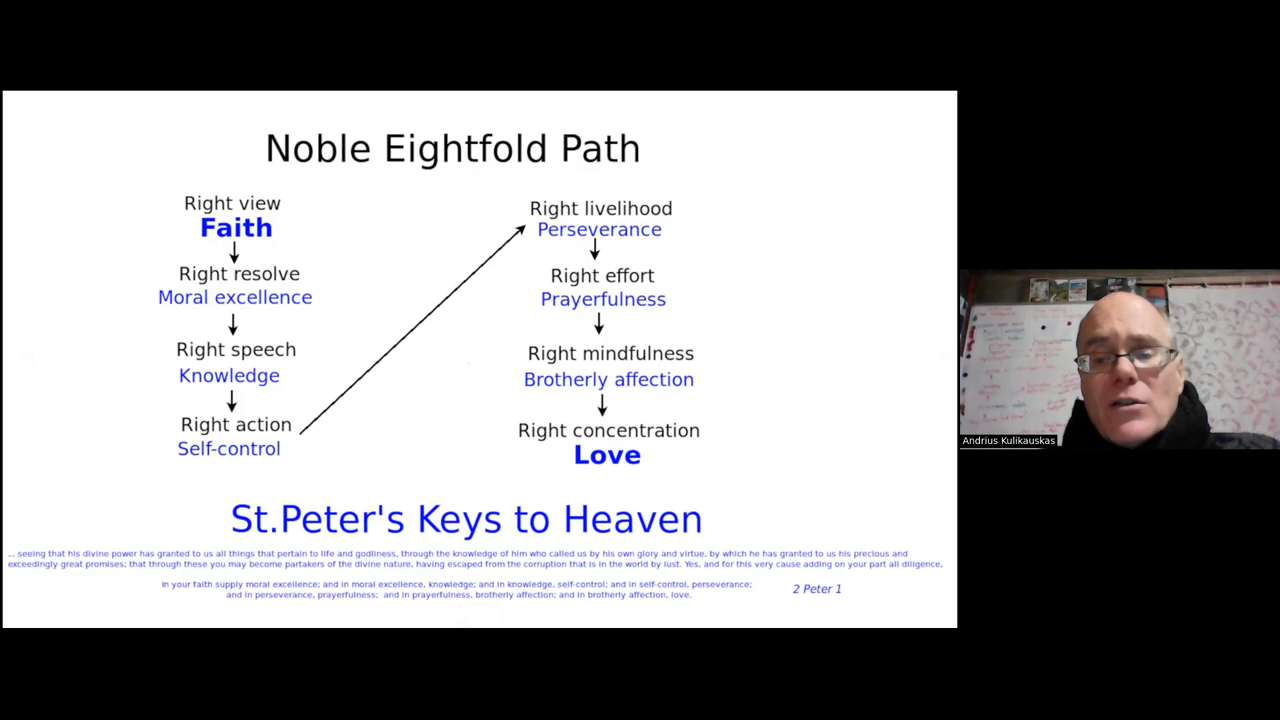 Noble Eightfold Path
Right view
Faith
Right resolve
Moral excellence
Right speech
Knowledge
Right action
Self-control
Right livelihood
Perseverance
Right effort
Prayerfulness
Right mindfulness
Brotherly affection
Right concentration
Love
St.Peter's Keys to Heaven
... seeing that his divine power has granted to us all things that pertain to life and godliness, through the knowledge of him who called us by his own glory and virtue, by which he has granted to us his precious and
exceedingly great promises; that through these you may become partakers of the divine nature, having escaped from the corruption that is in the world by lust. Yes, and for this very cause adding on your part all diligence,
in your faith supply moral excellence; and in moral excellence, knowledge; and in knowledge, self-control; and in self-control, perseverance;
and in perseverance, prayerfulness; and in prayerfulness, brotherly affection; and in brotherly affection, love.
2 Peter 1
Andrius Kulikauskas